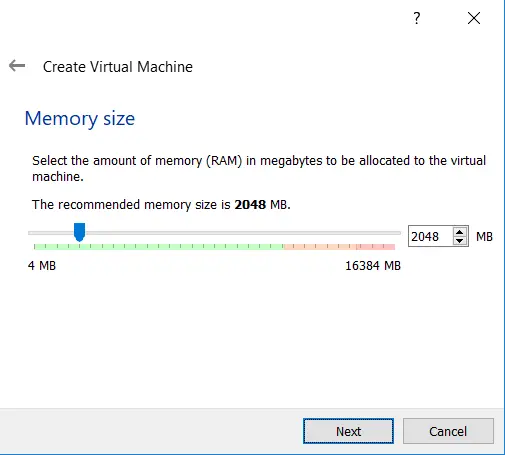 ?
Create Virtual Machine
Memory size
Select the amount of memory (RAM) in megabytes to be allocated to the virtual
machine.
The recommended memory size is 2048 MB.
2048 MB
4 MB 16384 MB
Next Cancel